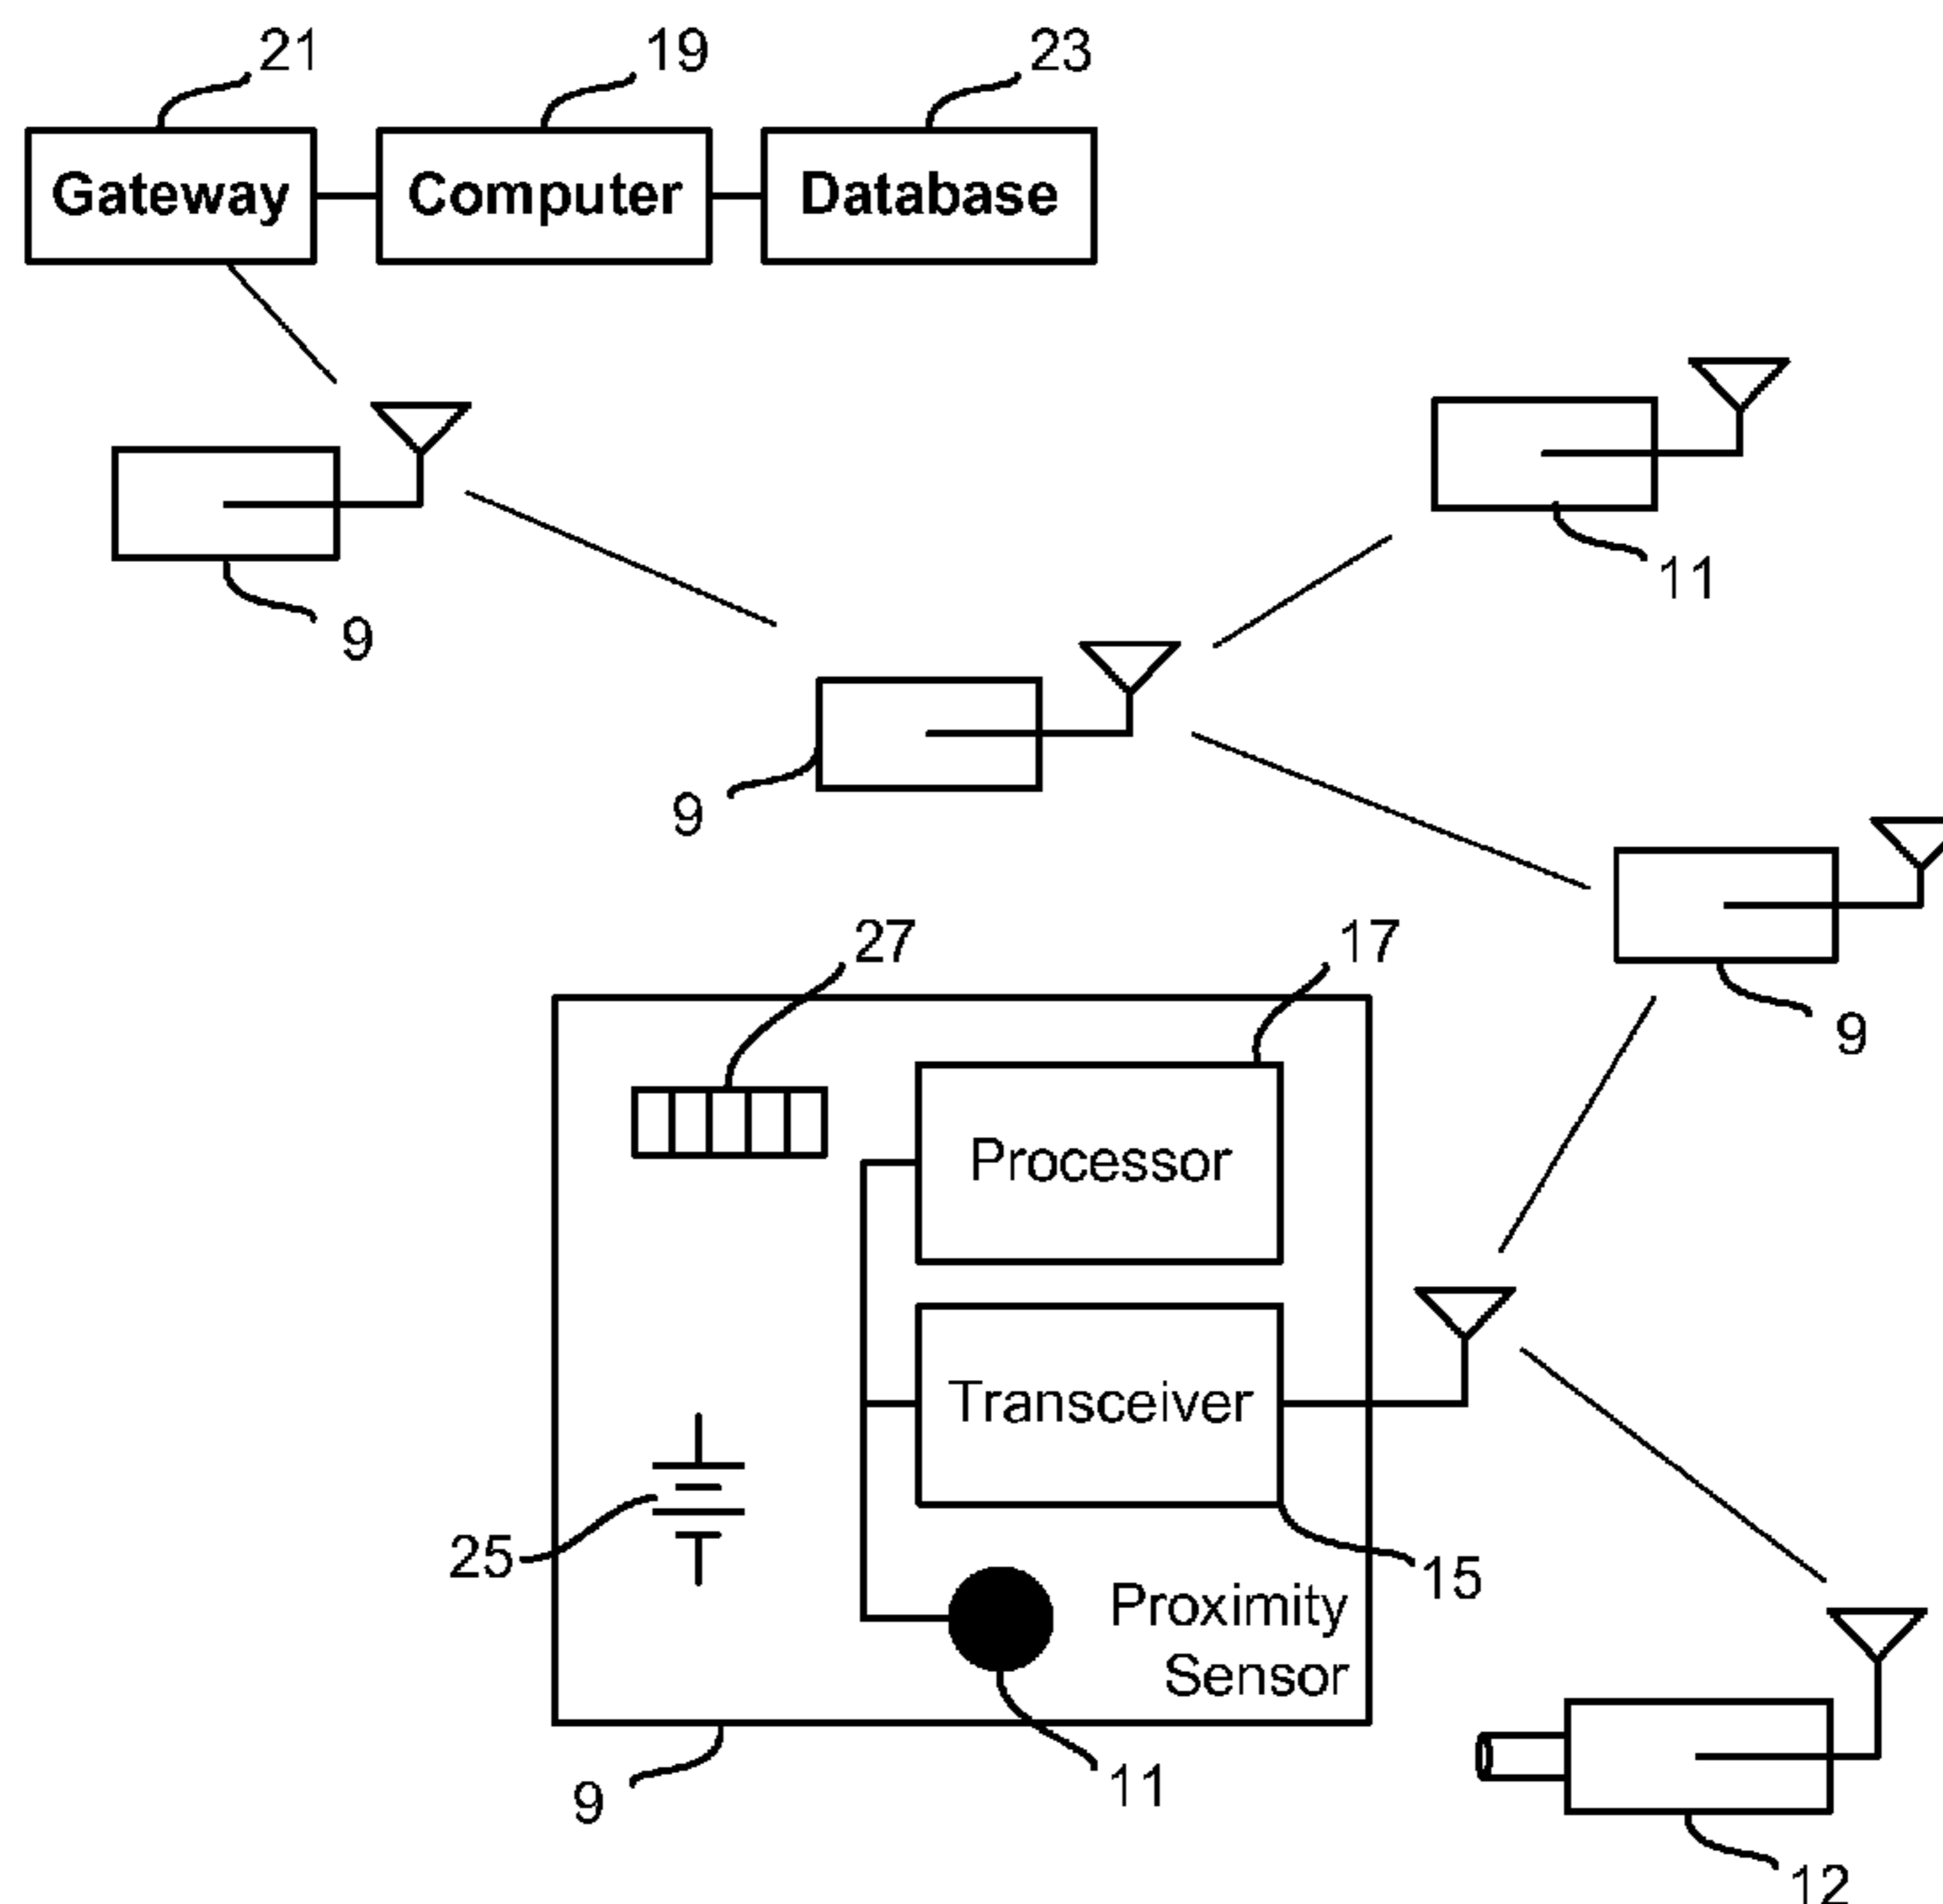 21
19
23
Gateway
Computer
Database
11
9
9
9
27
17
Processor
Transceiver
25
15
Proximity
Sensor
11
9
12